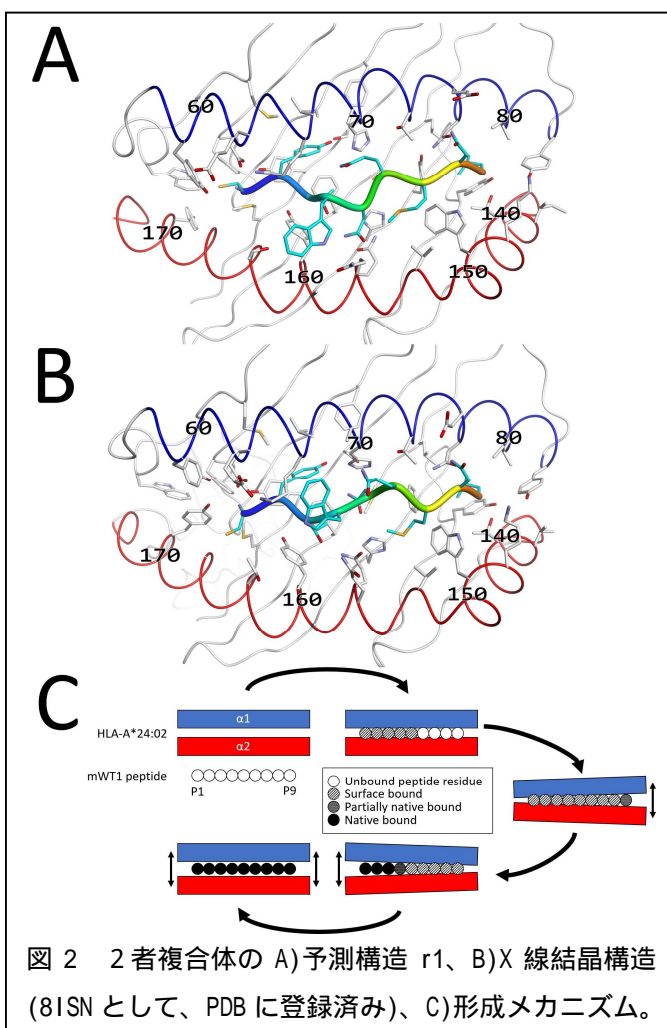 A
60
70
80
170
160
150
140
B
60
70
80
170
160
150
140
C
HLA-A*24:02
α1
α2
mWT1 peptide
P1 P9
Unbound peptide residue
Surface bound
Partially native bound
Native bound
図 2 2者複合体の A)予測構造 r1、B)X 線結晶構造
(8ISN として、PDB に登録済み)、C)形成メカニズム。